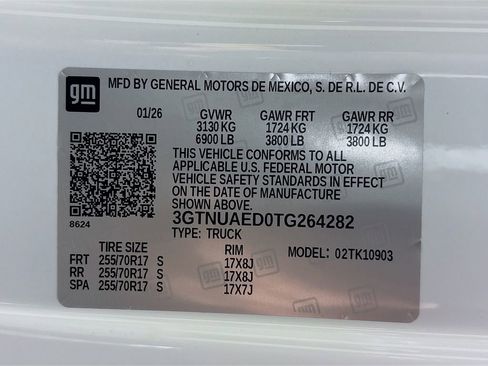 gm MFD BY GENERAL MOTORS DE MEXICO, S. DE R.L. DE C.V.
01/26 GVWR GAWR FRT GAWR RR
3130 KG 1724 KG 1724 KG
6900 LB 3800 LB 3800 LB
THIS VEHICLE CONFORMS TO ALL
APPLICABLE U.S. FEDERAL MOTOR
VEHICLE SAFETY STANDARDS IN EFFECT
ON THE DATE OF MANUFACTURE
SHOWN ABOVE.
3GTNUAED0TG264282
8624
TYPE: TRUCK
TIRE SIZE RIM MODEL: 02TK10903
FRT 255/70R17 S 17X8J
RR 255/70R17 S 17X8J
SPA 255/70R17 S 17X7J